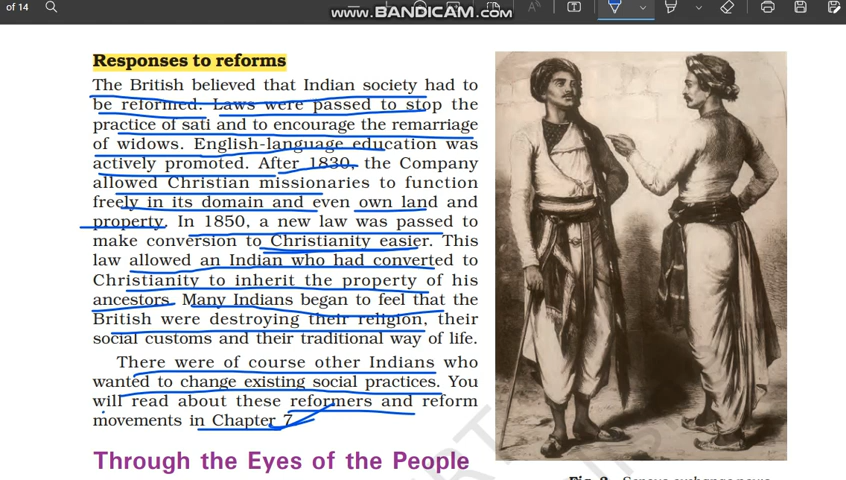 of 14
www.BANDICAM.com
Responses to reforms
The British believed that Indian society had to
be reformed. Laws were passed to stop the
practice of sati and to encourage the remarriage
of widows. English-language education was
actively promoted. After 1830, the Company
allowed Christian missionaries to function
freely in its domain and even own land and
property. In 1850, a new law was passed to
make conversion to Christianity easier. This
law allowed an Indian who had converted to
Christianity to inherit the property of his
ancestors. Many Indians began to feel that the
British were destroying their religion, their
social customs and their traditional way of life.
There were of course other Indians who
wanted to change existing social practices. You
will read about these reformers and reform
movements in Chapter 7.
Through the Eyes of the People